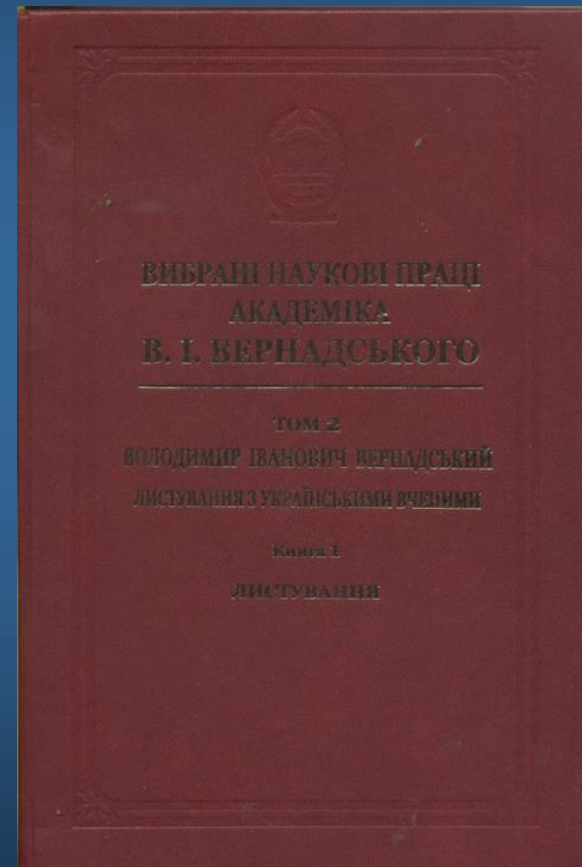 ВИБРАНІ НАУКОВІ ПРАЦІ
АКАДЕМІКА
В. І. ВЕРНАДСЬКОГО
ТОМ 2
ВОЛОДИМИР ІВАНОВИЧ ВЕРНАДСЬКИЙ
ЛИСТУВАННЯ З УКРАЇНСЬКИМИ ВЧЕНИМИ
Книга 1
ЛИСТУВАННЯ